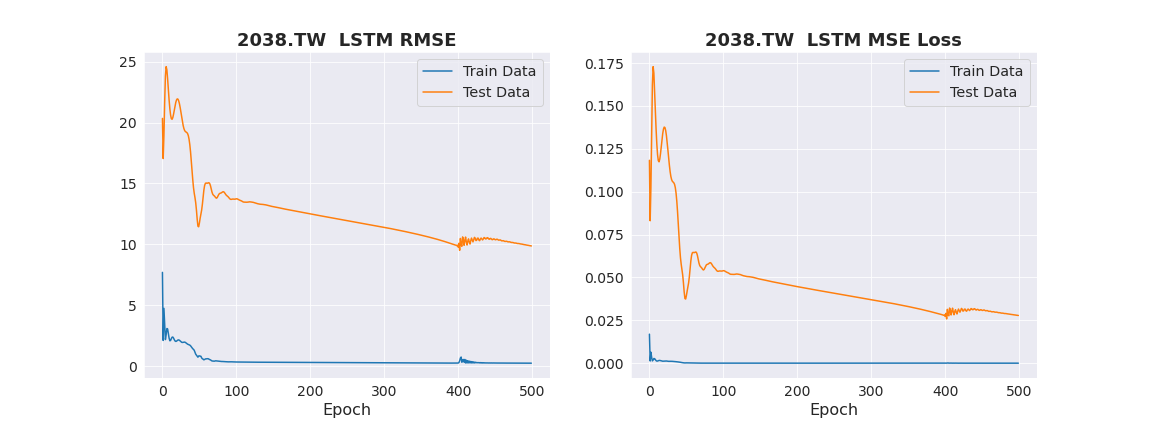 2038.TW  LSTM RMSE
25
20
15
10
5
0
0 100 200 300 400 500
Epoch
Train Data
Test Data
2038.TW  LSTM MSE Loss
0.175
0.150
0.125
0.100
0.075
0.050
0.025
0.000
0 100 200 300 400 500
Epoch
Train Data
Test Data